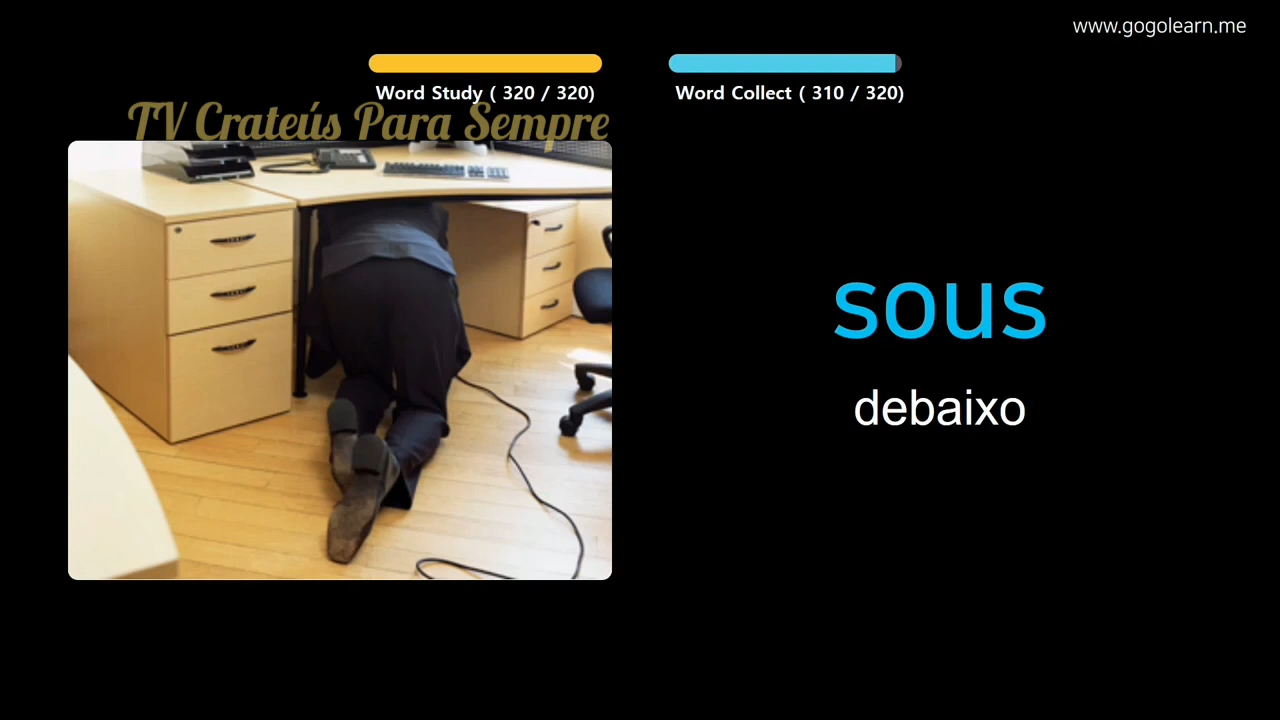 www.gogolearn.me
Word Study ( 320 / 320)
Word Collect ( 310 / 320)
TV Crateús Para Sempre
sous
debaixo